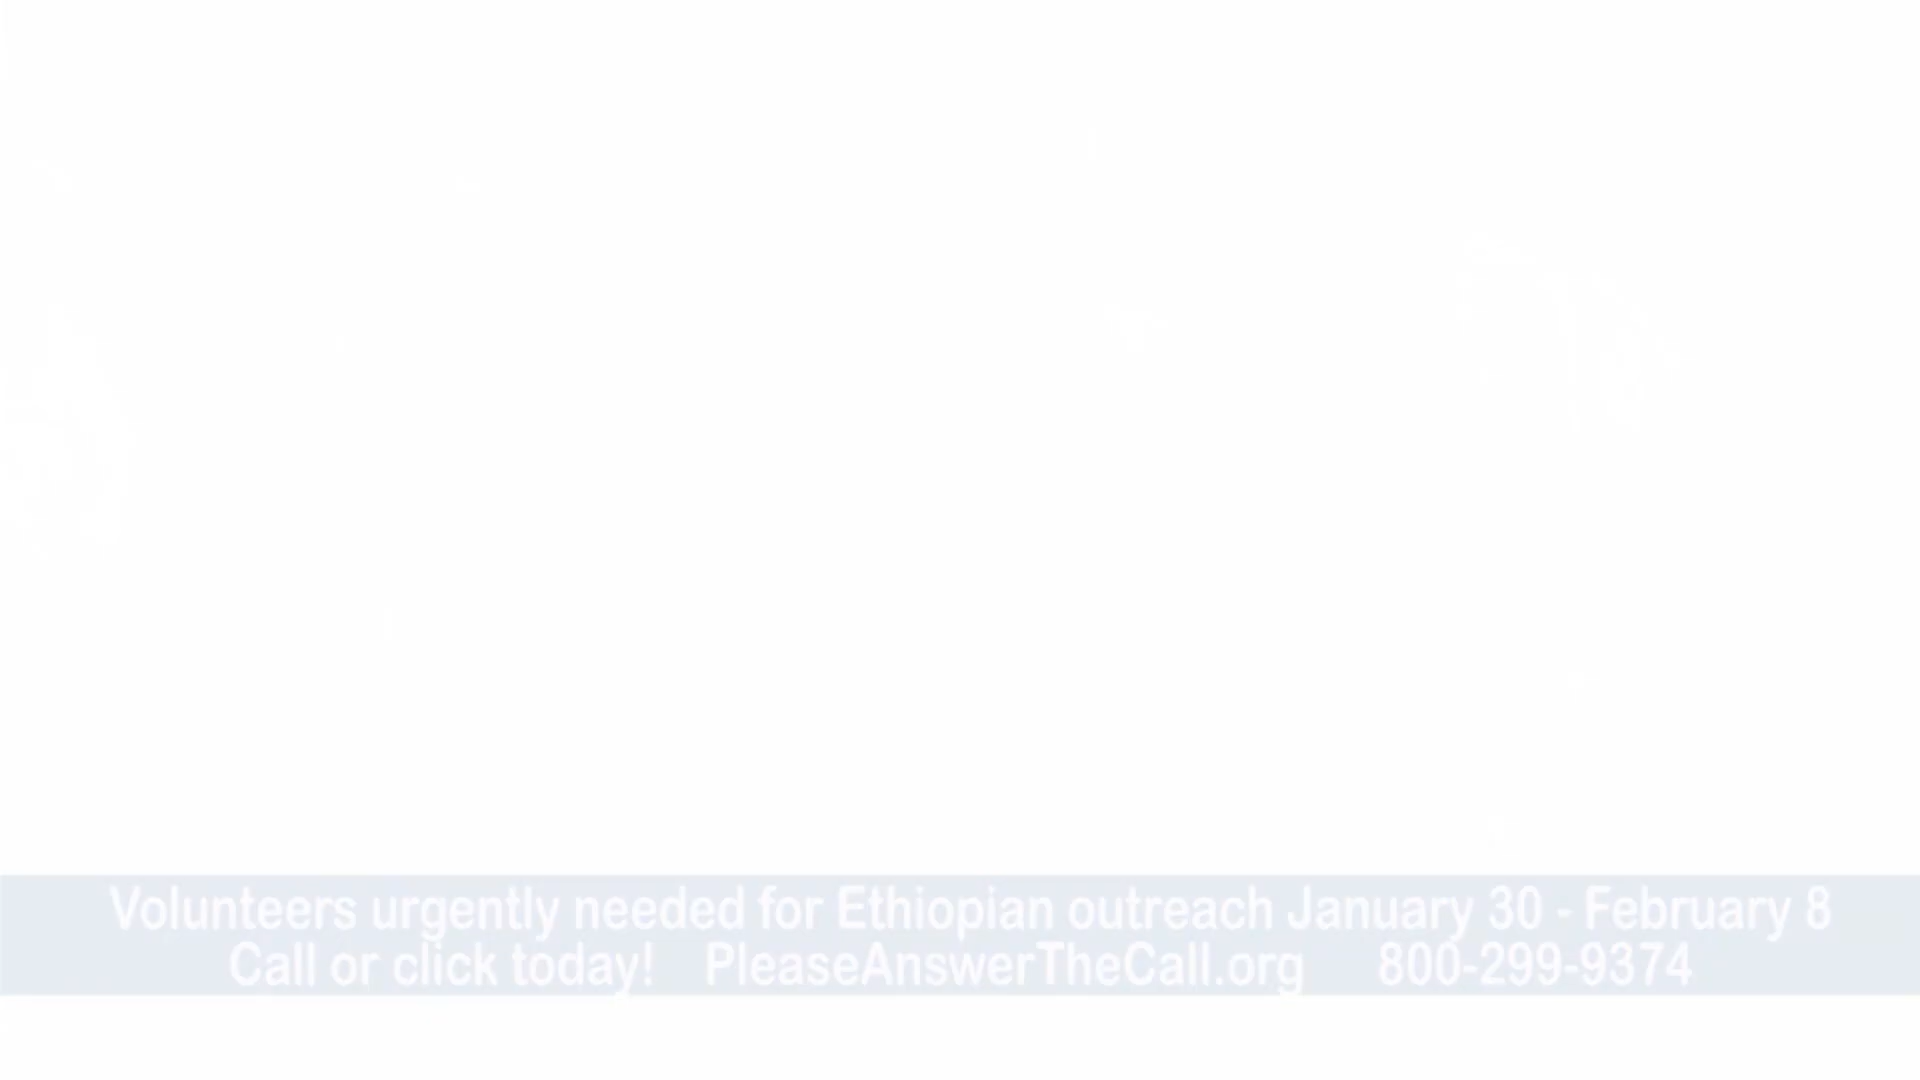 Volunteers urgently needed for Ethiopian outreach January 30 - February 8
Call or click today! PleaseAnswerTheCall.org 800-299-9374